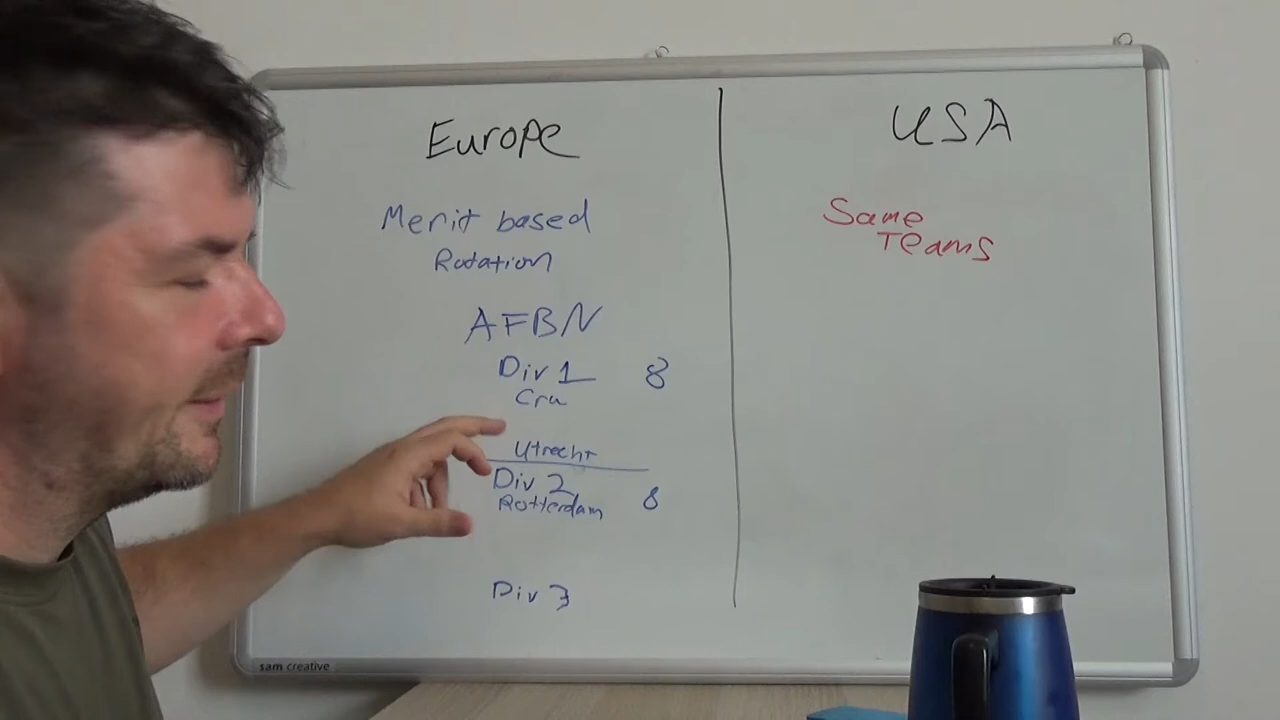 Europe
Merit based
Rotation
AFBN
Div 1 8
Cru
Utrecht
Div 2
Rotterdam 8
Div 3
USA
Same
Teams
sam creative